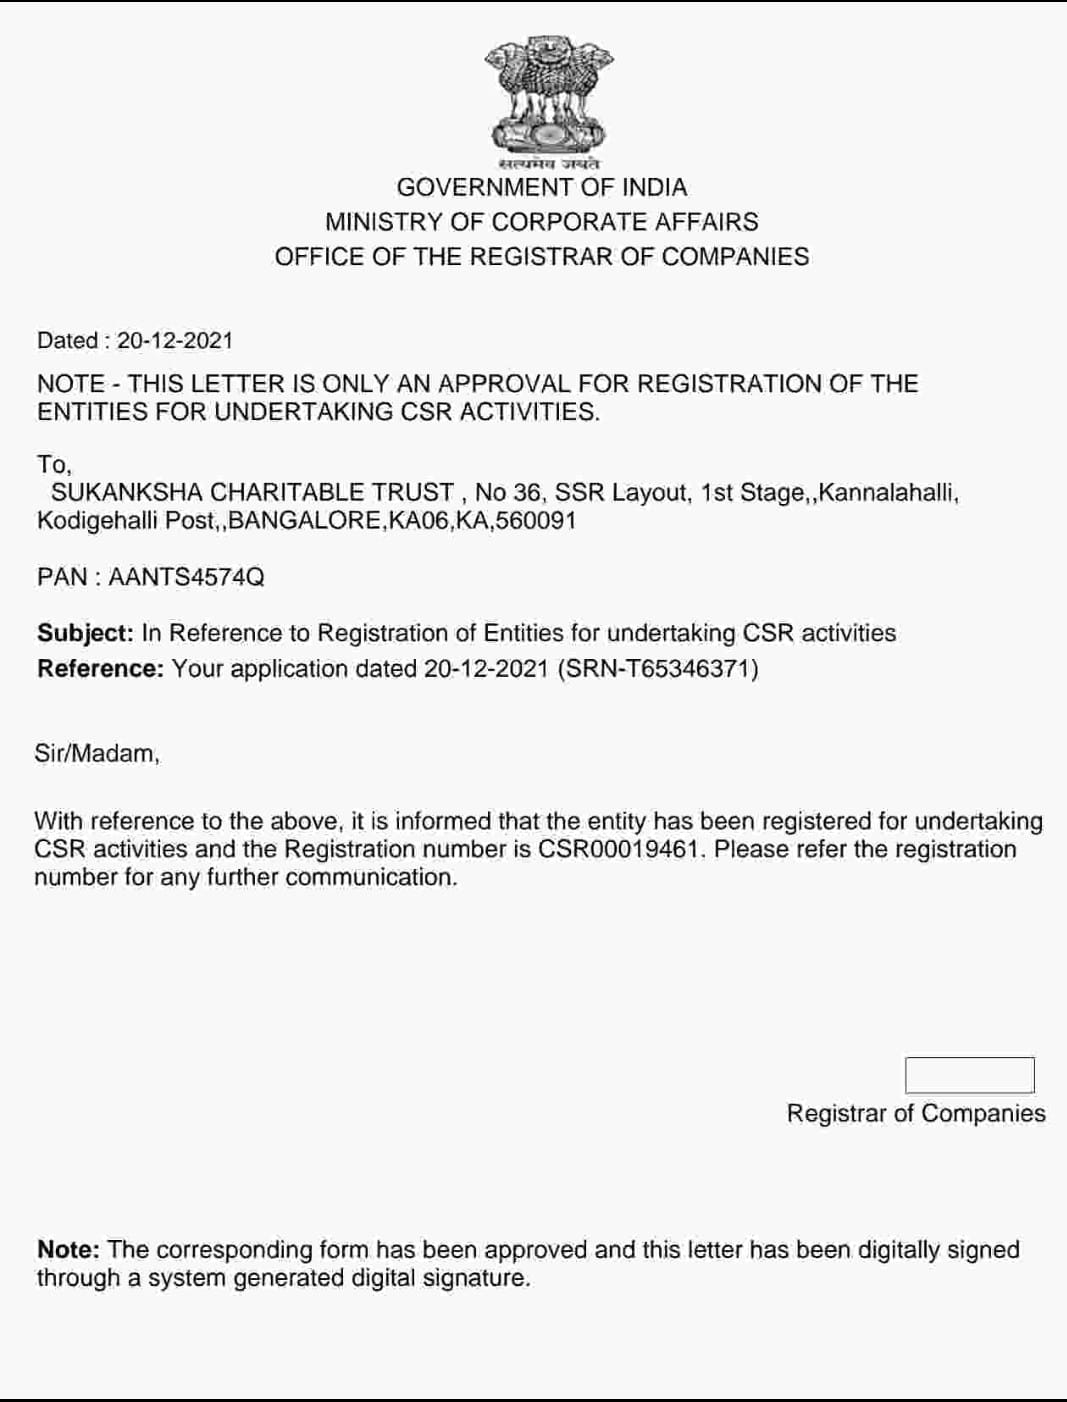 सत्यमेव जयते
GOVERNMENT OF INDIA
MINISTRY OF CORPORATE AFFAIRS
OFFICE OF THE REGISTRAR OF COMPANIES
Dated : 20-12-2021
NOTE - THIS LETTER IS ONLY AN APPROVAL FOR REGISTRATION OF THE
ENTITIES FOR UNDERTAKING CSR ACTIVITIES.
To,
SUKANKSHA CHARITABLE TRUST , No 36, SSR Layout, 1st Stage,,Kannalahalli,
Kodigehalli Post,,BANGALORE,KA06,KA,560091
PAN : AANTS4574Q
Subject: In Reference to Registration of Entities for undertaking CSR activities
Reference: Your application dated 20-12-2021 (SRN-T65346371)
Sir/Madam,
With reference to the above, it is informed that the entity has been registered for undertaking
CSR activities and the Registration number is CSR00019461. Please refer the registration
number for any further communication.
Registrar of Companies
Note: The corresponding form has been approved and this letter has been digitally signed
through a system generated digital signature.